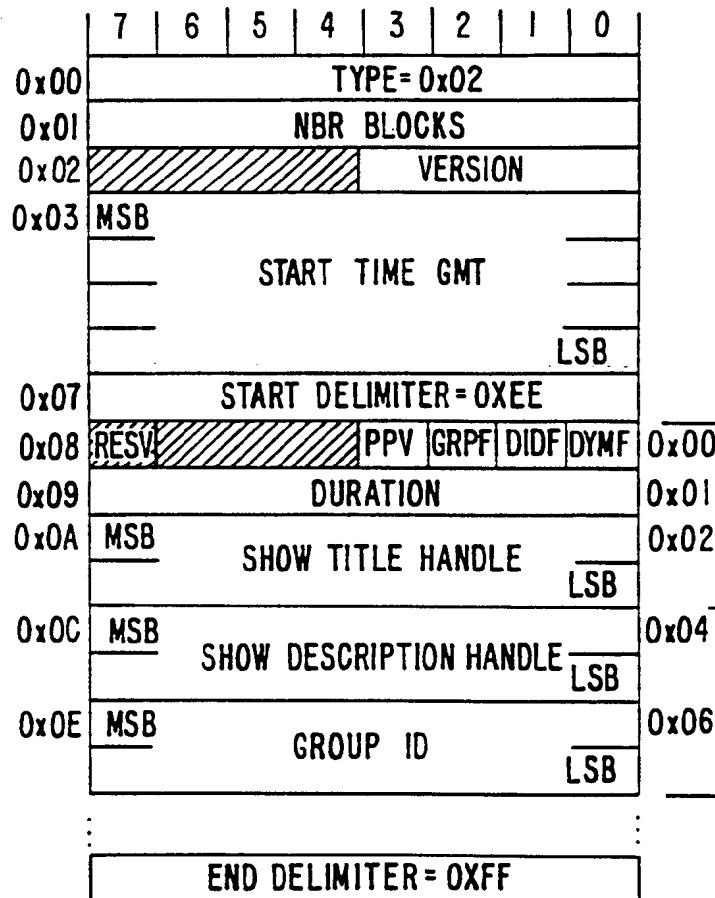 7 6 5 4 3 2 1 0
0x00 TYPE=0x02
0x01 NBR BLOCKS
0x02 VERSION
0x03 MSB
START TIME GMT
LSB
0x07 START DELIMITER=0XEE
0x08 RESV PPV GRPF DIDF DYMF 0x00
0x09 DURATION 0x01
0x0A MSB 0x02
SHOW TITLE HANDLE
LSB
0x0C MSB 0x04
SHOW DESCRIPTION HANDLE
LSB
0x0E MSB 0x06
GROUP ID
LSB
END DELIMITER=0XFF